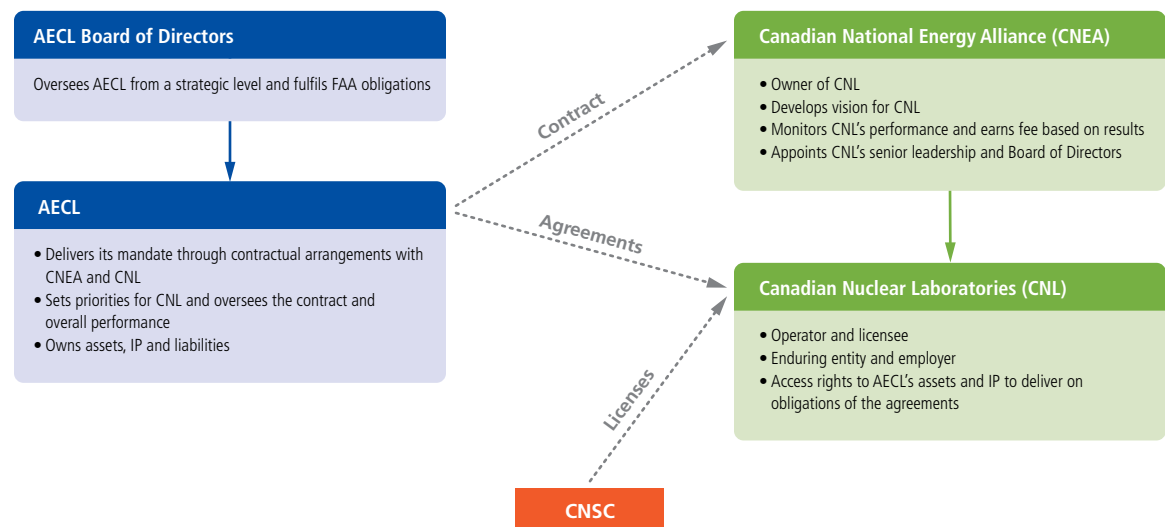 AECL Board of Directors
Oversees AECL from a strategic level and fulfils FAA obligations
AECL
• Delivers its mandate through contractual arrangements with
CNEA and CNL
• Sets priorities for CNL and oversees the contract and
overall performance
• Owns assets, IP and liabilities
Contract
Agreements
Licenses
Canadian National Energy Alliance (CNEA)
• Owner of CNL
• Develops vision for CNL
• Monitors CNL’s performance and earns fee based on results
• Appoints CNL’s senior leadership and Board of Directors
Canadian Nuclear Laboratories (CNL)
• Operator and licensee
• Enduring entity and employer
• Access rights to AECL’s assets and IP to deliver on
obligations of the agreements
CNSC